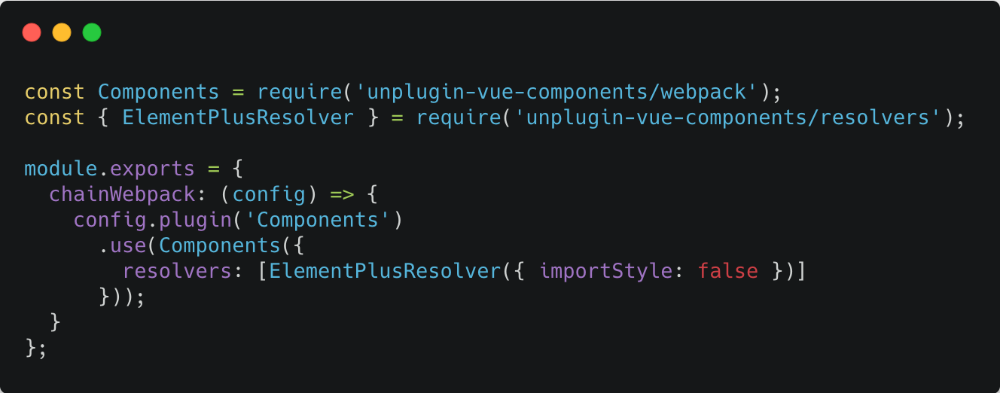 const Components = require('unplugin-vue-components/webpack');
const { ElementPlusResolver } = require('unplugin-vue-components/resolvers');
module.exports = {
  chainWebpack: (config) => {
    config.plugin('Components')
      .use(Components({
        resolvers: [ElementPlusResolver({ importStyle: false })]
      }));
  }
};